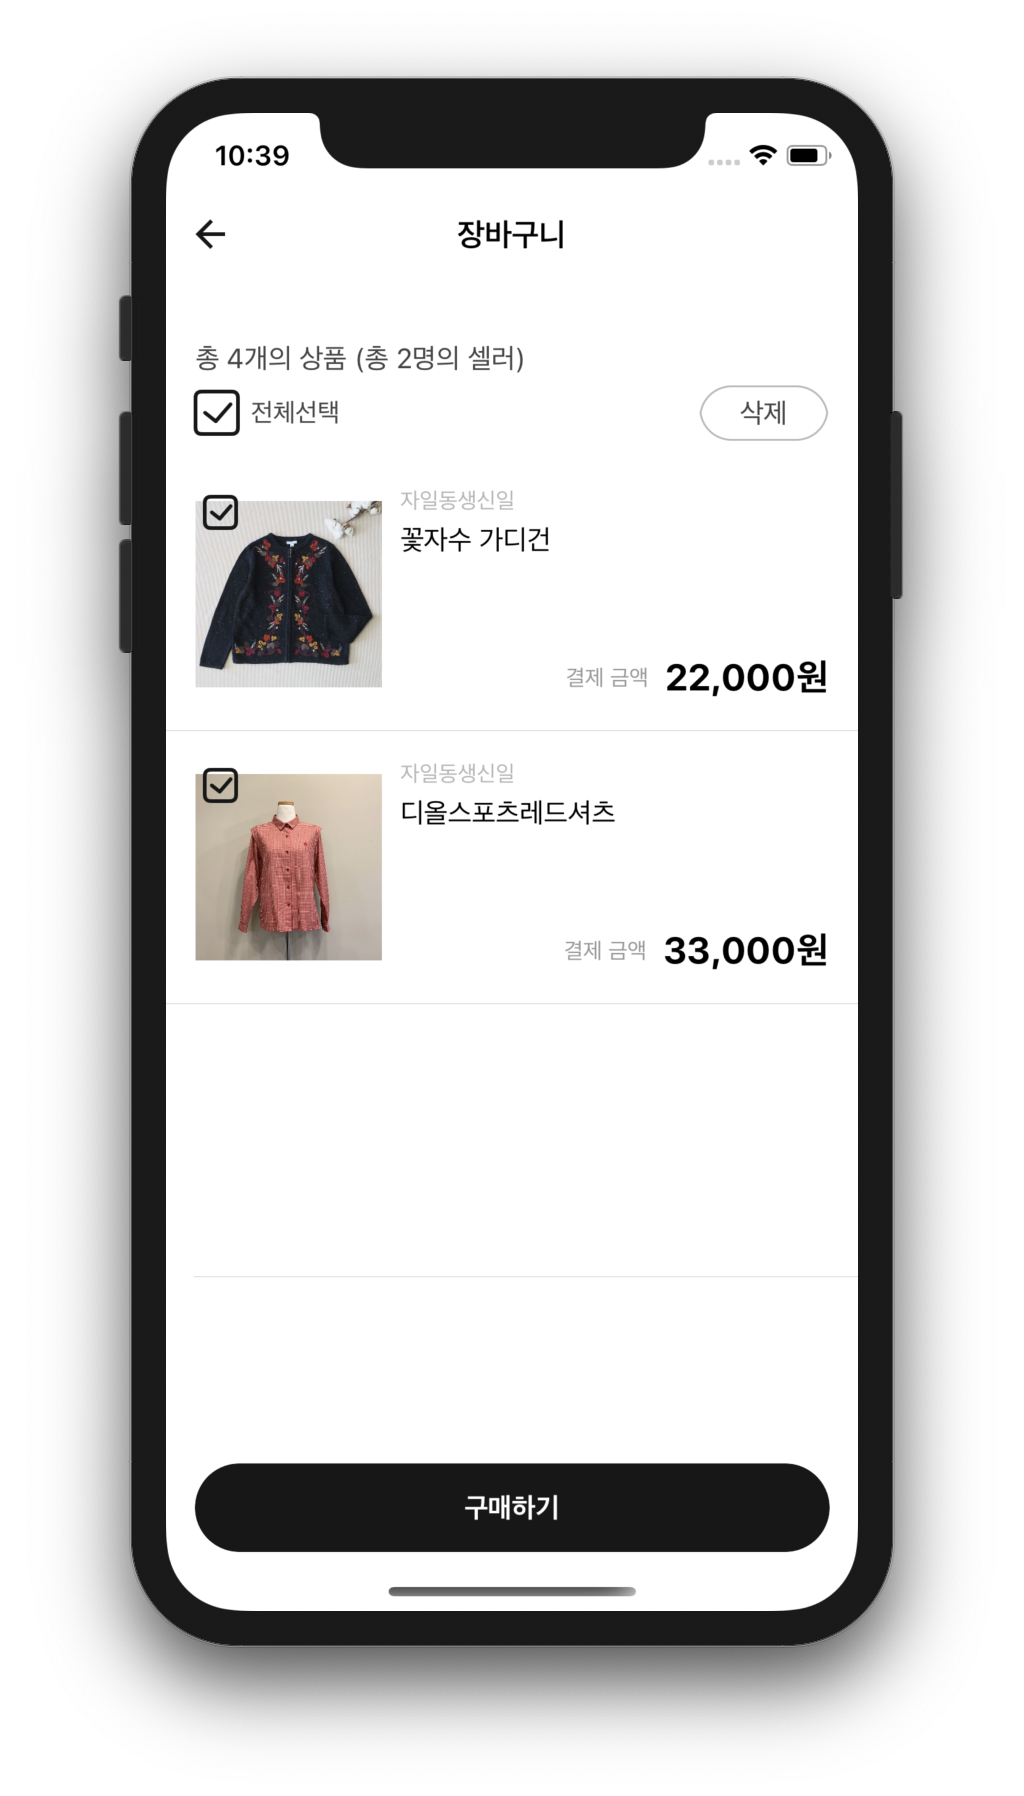 10:39
장바구니
총 4개의 상품 (총 2명의 셀러)
전체선택
삭제
자일동생신일
꽃자수 가디건
결제 금액 22,000원
자일동생신일
디올스포츠레드셔츠
결제 금액 33,000원
구매하기